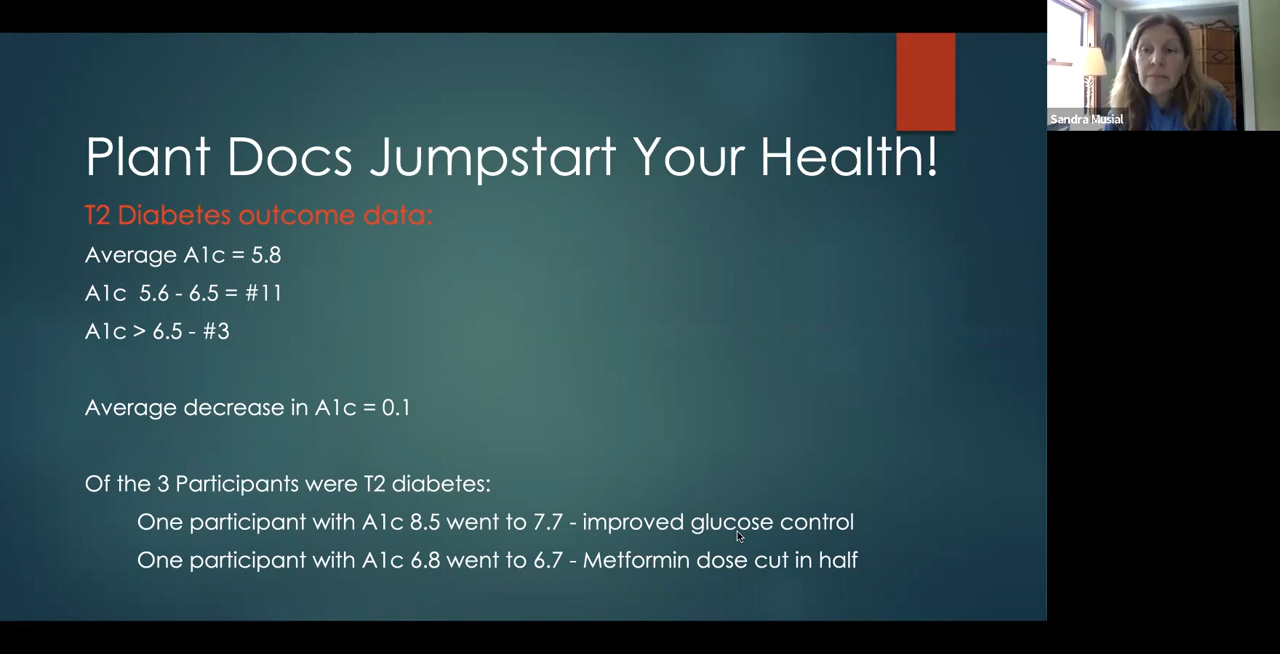 Plant Docs Jumpstart Your Health!
T2 Diabetes outcome data:
Average A1c = 5.8
A1c  5.6 - 6.5 = #11
A1c > 6.5 - #3
Average decrease in A1c = 0.1
Of the 3 Participants were T2 diabetes:
One participant with A1c 8.5 went to 7.7 - improved glucose control
One participant with A1c 6.8 went to 6.7 - Metformin dose cut in half
Sandra Musial